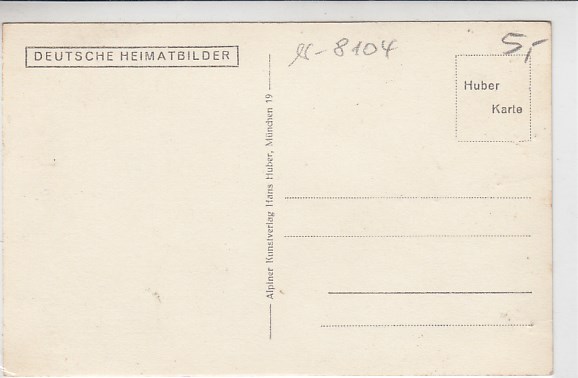 DEUTSCHE HEIMATBILDER
8104
5,-
Huber
Karte
Alpiner Kunstverlag Hans Huber, München 19